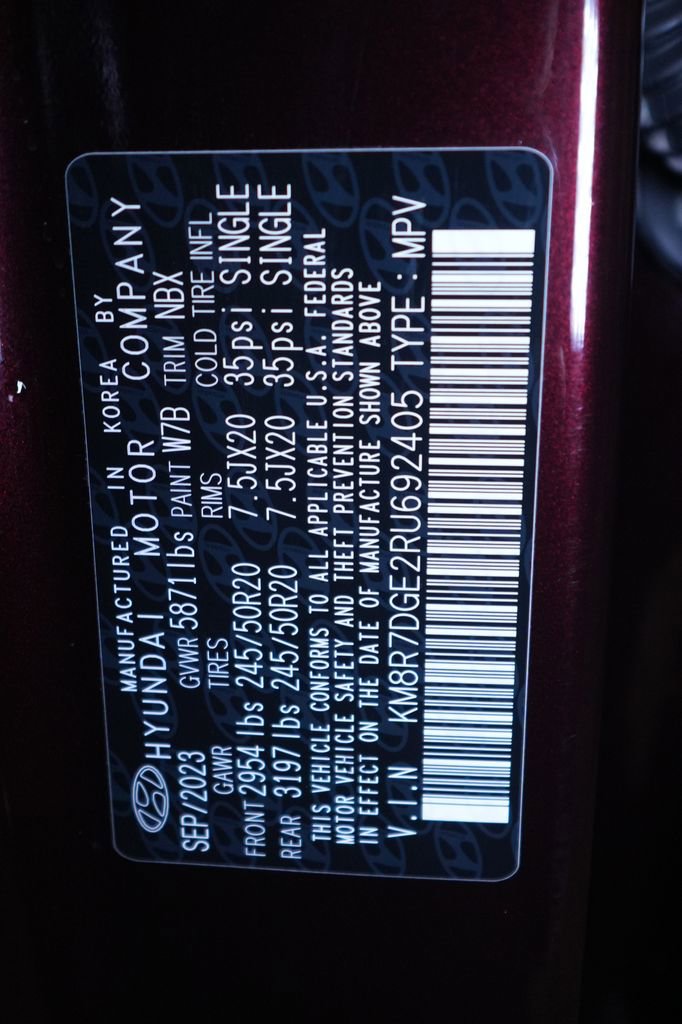 MANUFACTURED IN KOREA BY
HYUNDAI MOTOR COMPANY
SEP/2023 GVWR 5871lbs PAINT W7B TRIM NBX
GAWR TIRES RIMS COLD TIRE INFL
FRONT 2954 lbs 245/50R20 7.5JX20 35psi SINGLE
REAR 3197 lbs 245/50R20 7.5JX20 35psi SINGLE
THIS VEHICLE CONFORMS TO ALL APPLICABLE U.S.A. FEDERAL
MOTOR VEHICLE SAFETY AND THEFT PREVENTION STANDARDS
IN EFFECT ON THE DATE OF MANUFACTURE SHOWN ABOVE
V.I.N KM8R7DGE2RU692405 TYPE : MPV